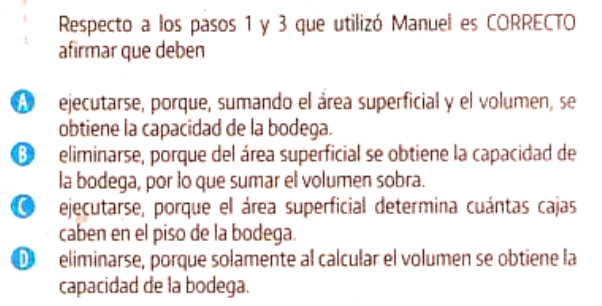 Respecto a los pasos 1 y 3 que utilizó Manuel es CORRECTO
afirmar que deben
A ejecutarse, porque, sumando el área superficial y el volumen, se
obtiene la capacidad de la bodega.
B eliminarse, porque del área superficial se obtiene la capacidad de
la bodega, por lo que sumar el volumen sobra.
C ejecutarse, porque el área superficial determina cuántas cajas
caben en el piso de la bodega.
D eliminarse, porque solamente al calcular el volumen se obtiene la
capacidad de la bodega.